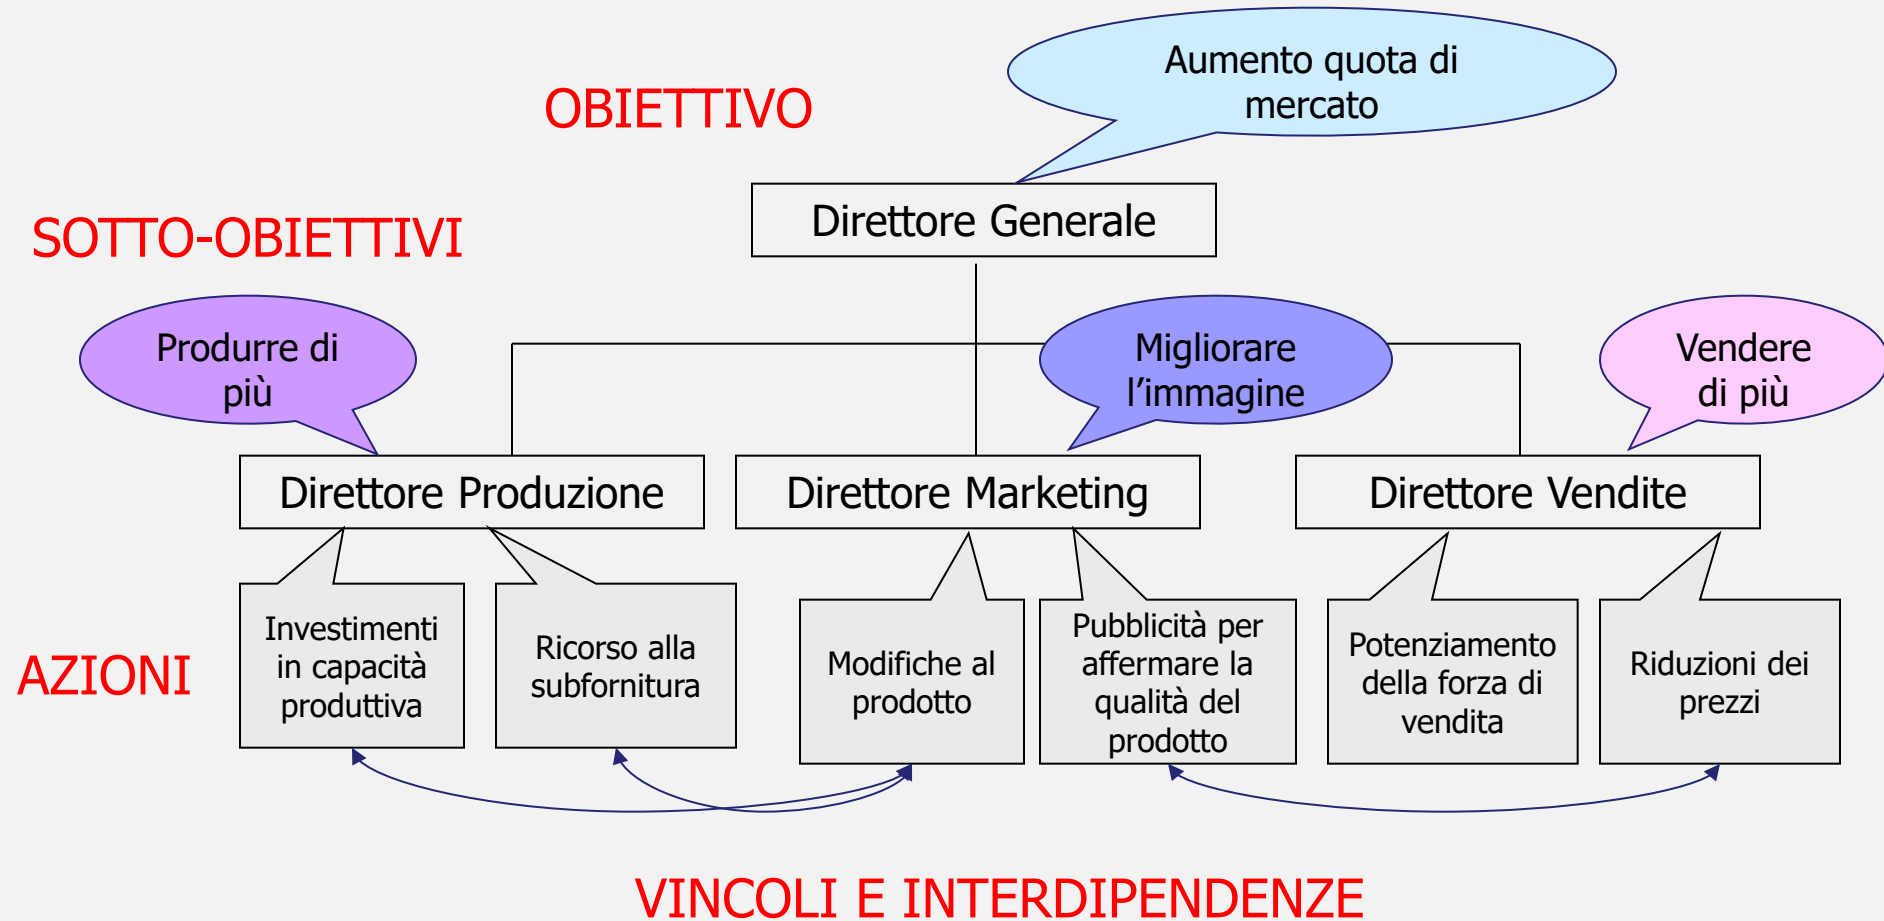 Aumento quota di
mercato
OBIETTIVO
Direttore Generale
SOTTO-OBIETTIVI
Produrre di
più
Migliorare
l’immagine
Vendere
di più
Direttore Produzione
Direttore Marketing
Direttore Vendite
AZIONI
Investimenti
in capacità
produttiva
Ricorso alla
subfornitura
Modifiche al
prodotto
Pubblicità per
affermare la
qualità del
prodotto
Potenziamento
della forza di
vendita
Riduzioni dei
prezzi
VINCOLI E INTERDIPENDENZE